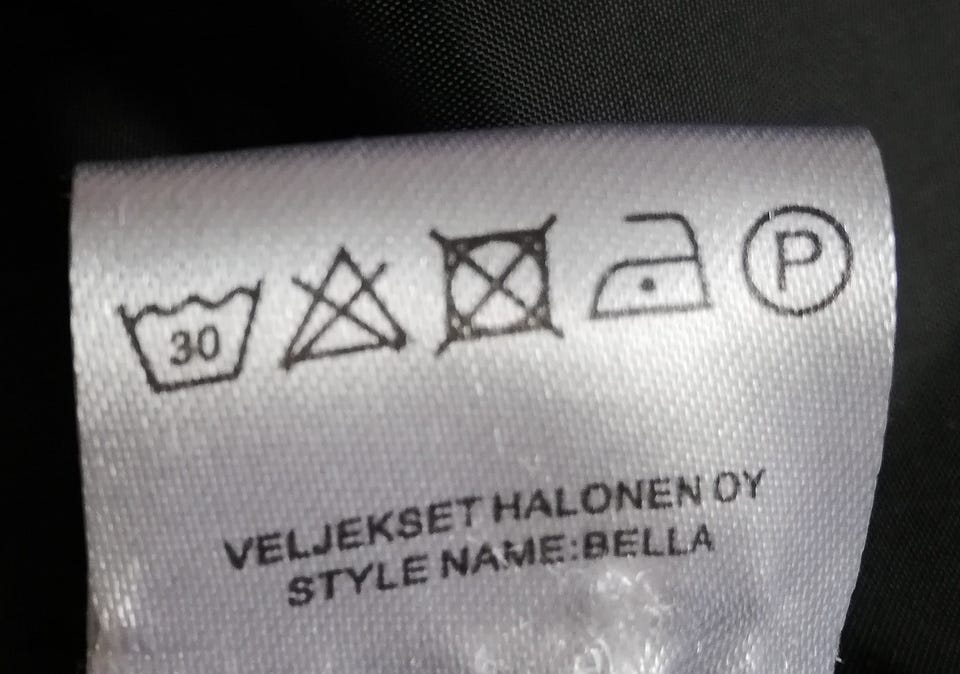 30 P
VELJEKSET HALONEN OY
STYLE NAME:BELLA